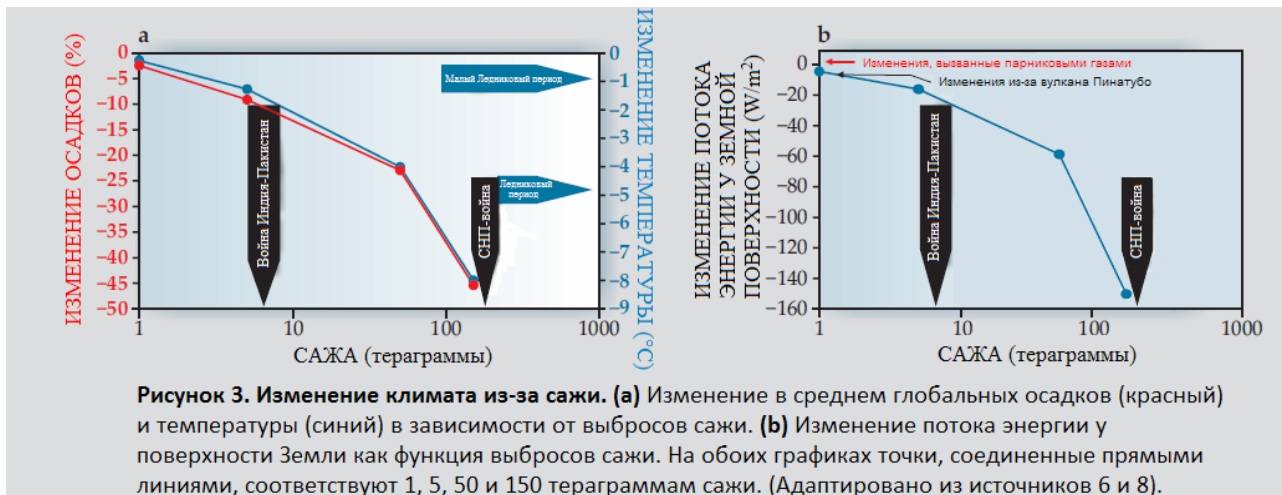 a
ИЗМЕНЕНИЕ ОСАДКОВ (%)
0
−5
−10
−15
−20
−25
−30
−35
−40
−45
−50
Война Индия-Пакистан
СНП-война
Малый Ледниковый период
Ледниковый
период
0
−1
−2
−3
−4
−5
−6
−7
−8
−9
ИЗМЕНЕНИЕ ТЕМПЕРАТУРЫ (°C)
1
10
100
1000
САЖА (тераграммы)
b
ИЗМЕНЕНИЕ ПОТОКА
ЭНЕРГИИ У ЗЕМНОЙ
ПОВЕРХНОСТИ (W/m²)
0
−20
−60
−80
−100
−120
−140
−160
Изменения, вызванные парниковыми газами
Изменения из-за вулкана Пинатубо
Война Индия-Пакистан
СНП-война
1
10
100
1000
САЖА (тераграммы)
Рисунок 3. Изменение климата из-за сажи. (a) Изменение в среднем глобальных осадков (красный)
и температуры (синий) в зависимости от выбросов сажи. (b) Изменение потока энергии у
поверхности Земли как функция выбросов сажи. На обоих графиках точки, соединенные прямыми
линиями, соответствуют 1, 5, 50 и 150 тераграммам сажи. (Адаптировано из источников 6 и 8).